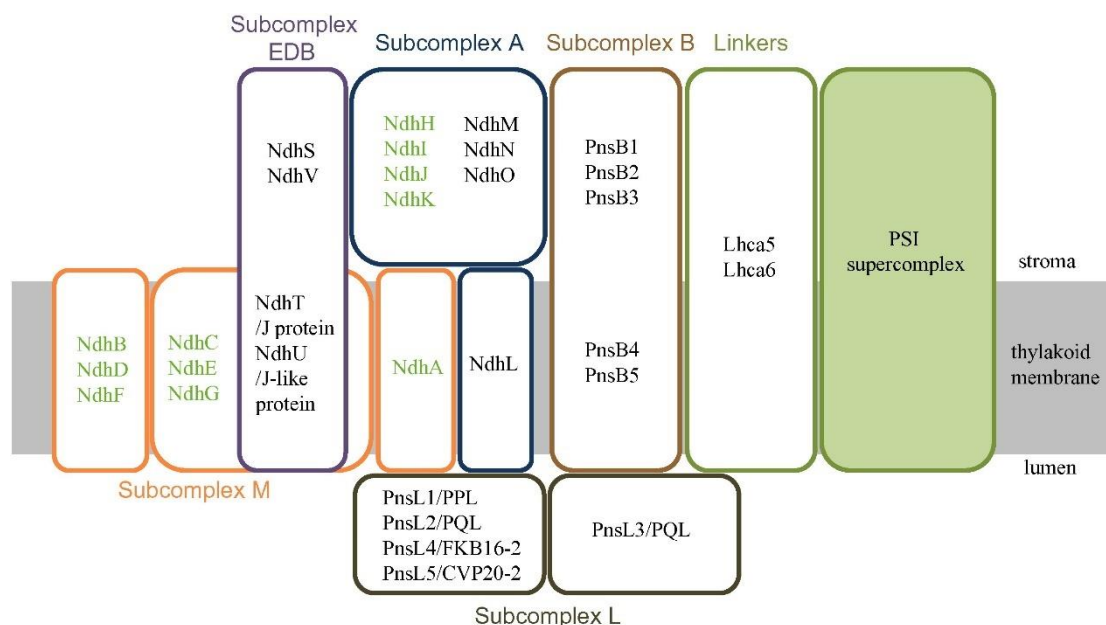 Subcomplex
EDB
Subcomplex A
Subcomplex B
Linkers
NdhS
NdhV
NdhH
NdhI
NdhJ
NdhK
NdhM
NdhN
NdhO
PnsB1
PnsB2
PnsB3
Lhca5
Lhca6
PSI
supercomplex
stroma
NdhB
NdhD
NdhF
NdhC
NdhE
NdhG
NdhT
/J protein
NdhU
/J-like
protein
NdhA
NdhL
PnsB4
PnsB5
thylakoid
membrane
lumen
Subcomplex M
PnsL1/PPL
PnsL2/PQL
PnsL4/FKB16-2
PnsL5/CVP20-2
PnsL3/PQL
Subcomplex L